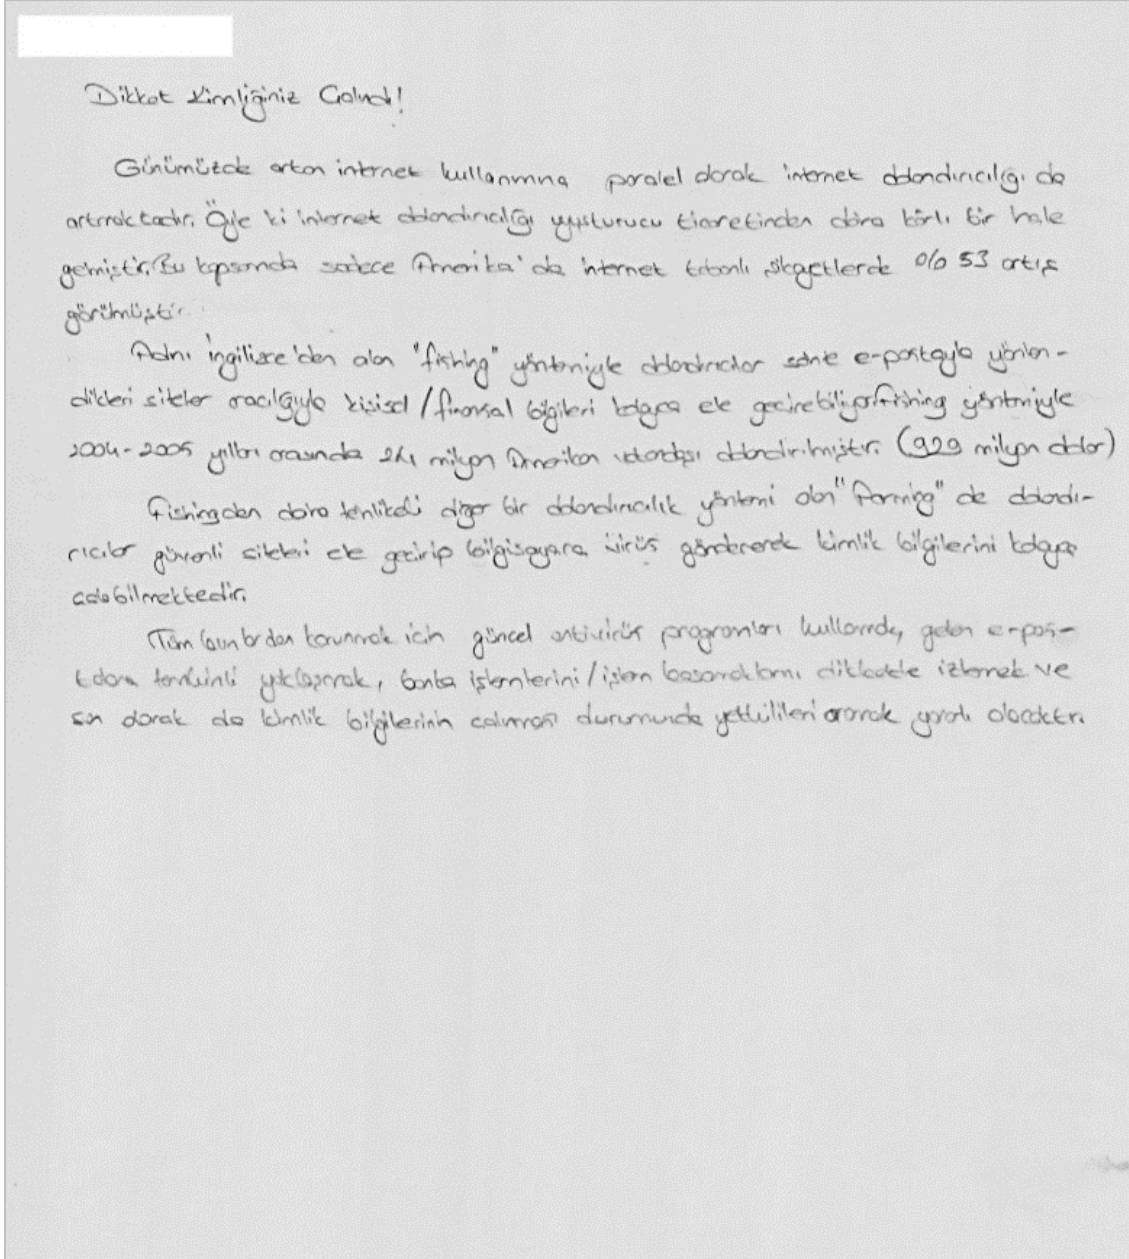 Dikkat Kimliğiniz Çalındı!
Günümüzde artan internet kullanımına paralel olarak internet dolandırıcılığı da
artmaktadır. Öyle ki internet dolandırıcılığı uyuşturucu ticaretinden daha kârlı bir hale
gelmiştir. Bu kapsamda sadece Amerika'da internet tabanlı şikayetlerde %53 artış
görülmüştür.
Adını İngilizce'den alan "fishing" yöntemiyle dolandırıcılar sahte e-postayla yönlen-
dikleri siteler aracılığıyla kişisel/finansal bilgileri kolayca ele geçirebiliyor. Fishing yöntemiyle
2004-2005 yılları arasında milyon Amerikan vatandaşı dolandırılmıştır. (929 milyon dolar)
Fishingden daha tehlikeli diğer bir dolandırıcılık yöntemi olan "Farming" de dolandı-
rıcılar güvenli siteleri ele geçirip bilgisayara virüs göndererek kimlik bilgilerini kolayca
çalabilmektedir.
Tüm bunlardan korunmak için güncel antivirüs programları kullanmak, gelen e-pos-
talara temkinli yaklaşmak, banka işlemlerini/işlem basamaklarını dikkatle izlemek ve
son olarak da kimlik bilgilerinin çalınması durumunda yetkilileri aramak yararlı olacaktır.